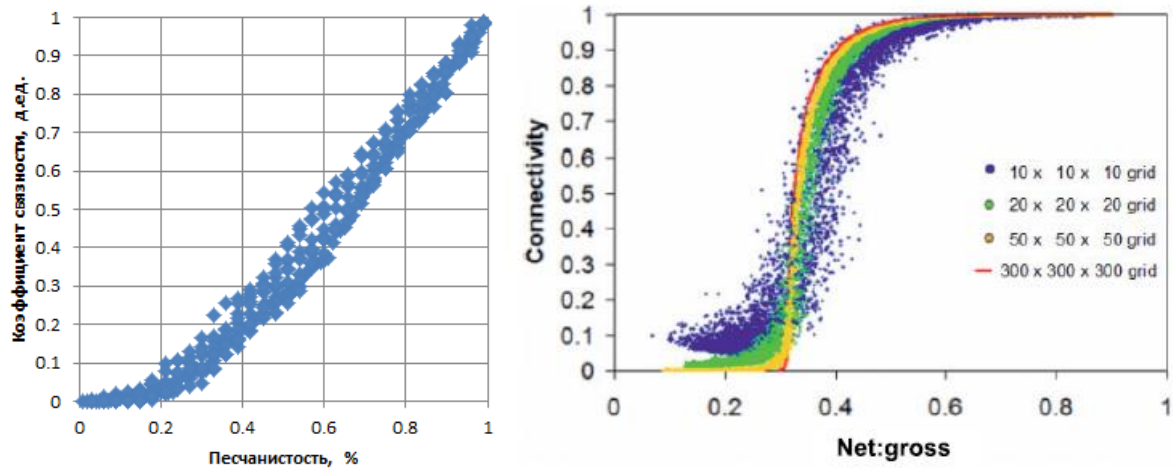 Коэффициент связности, д.ед.
1
0.9
0.8
0.7
0.6
0.5
0.4
0.3
0.2
0.1
0
0 0.2 0.4 0.6 0.8 1
Песчанистость, %
Connectivity
1
0.9
0.8
0.7
0.6
0.5
0.4
0.3
0.2
0.1
0
10 x 10 x 10 grid
20 x 20 x 20 grid
50 x 50 x 50 grid
300 x 300 x 300 grid
0 0.2 0.4 0.6 0.8 1
Net:gross